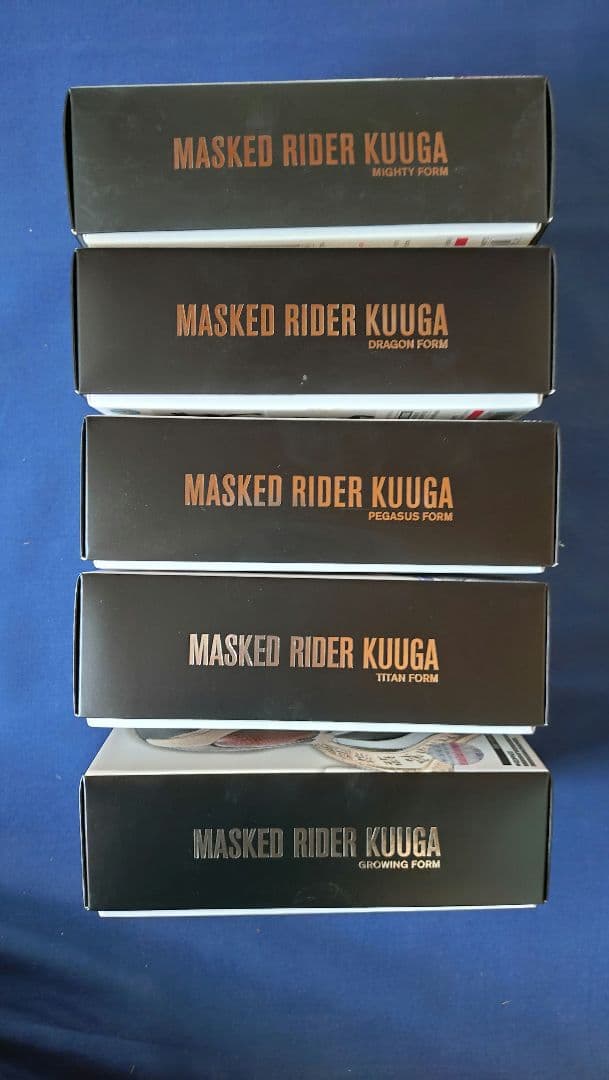 MASKED RIDER KUUGA
MIGHTY FORM
MASKED RIDER KUUGA
DRAGON FORM
MASKED RIDER KUUGA
PEGASUS FORM
MASKED RIDER KUUGA
TITAN FORM
MASKED RIDER KUUGA
GROWING FORM